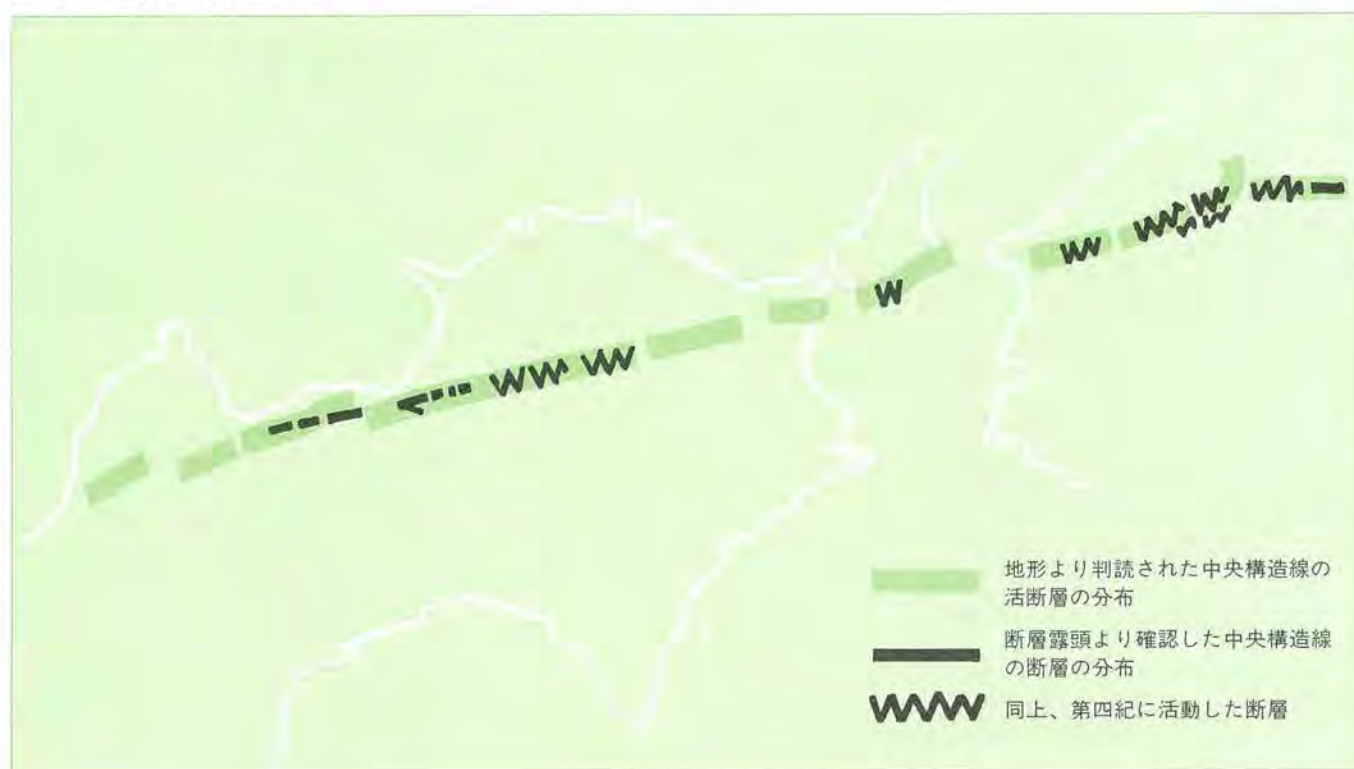 地形より判読された中央構造線の
活断層の分布
断層露頭より確認した中央構造線
の断層の分布
同上、第四紀に活動した断層